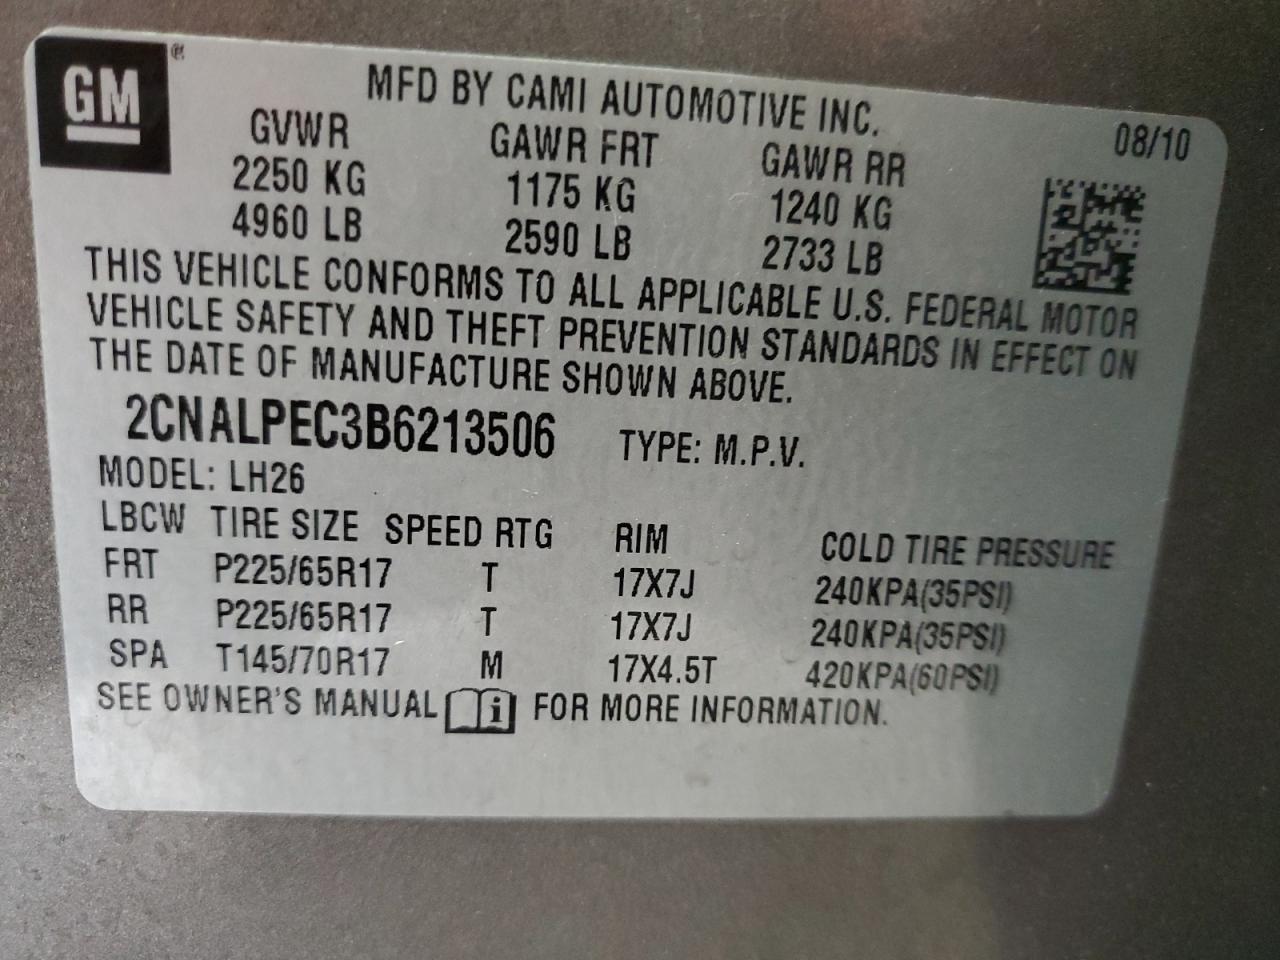 GM ®
MFD BY CAMI AUTOMOTIVE INC.
08/10
GVWR GAWR FRT GAWR RR
2250 KG 1175 KG 1240 KG
4960 LB 2590 LB 2733 LB
THIS VEHICLE CONFORMS TO ALL APPLICABLE U.S. FEDERAL MOTOR
VEHICLE SAFETY AND THEFT PREVENTION STANDARDS IN EFFECT ON
THE DATE OF MANUFACTURE SHOWN ABOVE.
2CNALPEC3B6213506 TYPE: M.P.V.
MODEL: LH26
LBCW TIRE SIZE SPEED RTG RIM COLD TIRE PRESSURE
FRT P225/65R17 T 17X7J 240KPA(35PSI)
RR P225/65R17 T 17X7J 240KPA(35PSI)
SPA T145/70R17 M 17X4.5T 420KPA(60PSI)
SEE OWNER'S MANUAL i FOR MORE INFORMATION.